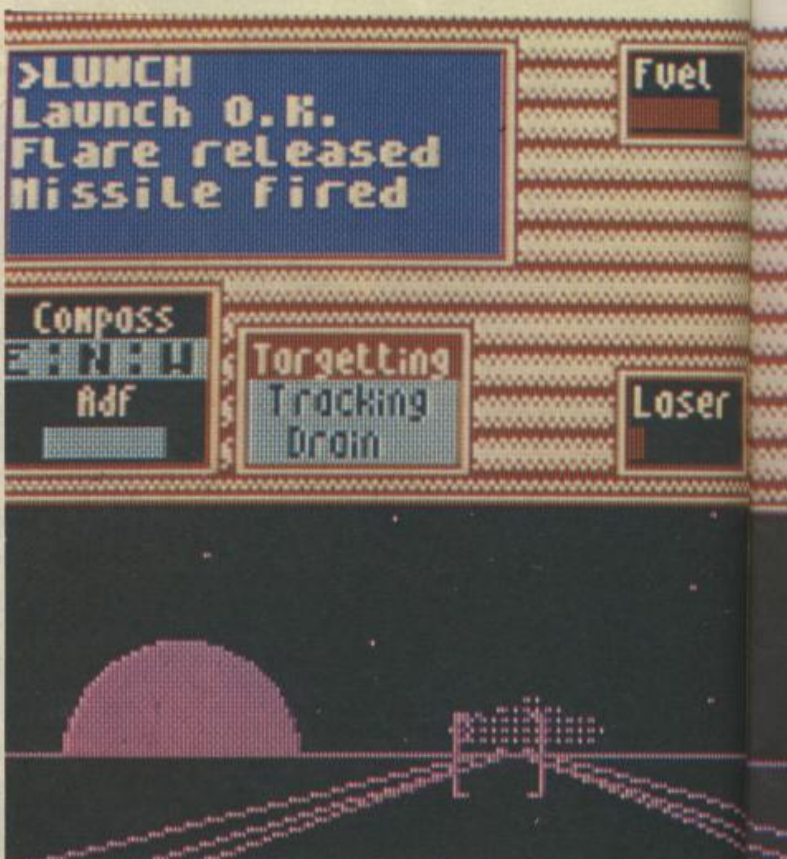 >LUNCH
Launch O.K.
Flare released
Missile fired
Fuel
Compass
E:N:W
Adf
Targetting
Tracking
Drain
Laser